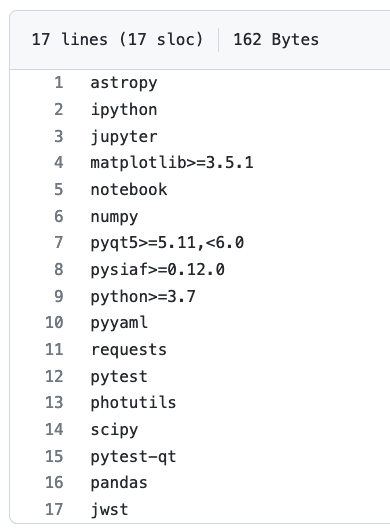 17 lines (17 sloc) 162 Bytes
1 astropy
2 ipython
3 jupyter
4 matplotlib>=3.5.1
5 notebook
6 numpy
7 pyqt5>=5.11,<6.0
8 pysiaf>=0.12.0
9 python>=3.7
10 pyyaml
11 requests
12 pytest
13 photutils
14 scipy
15 pytest-qt
16 pandas
17 jwst